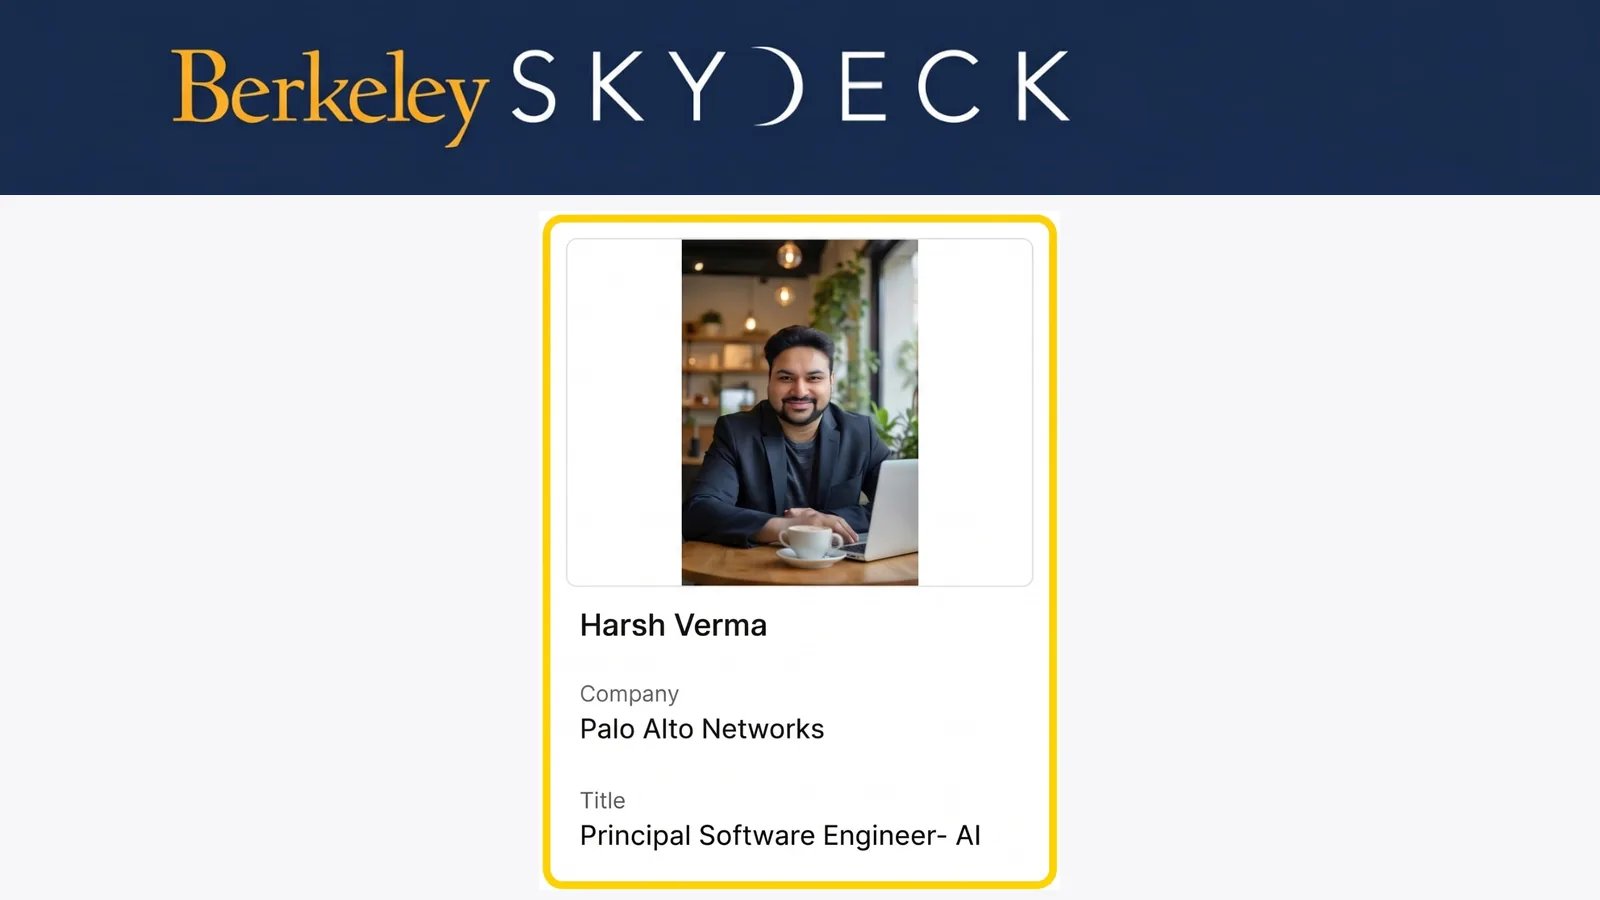 Berkeley SKYDECK
Harsh Verma
Company
Palo Alto Networks
Title
Principal Software Engineer- AI